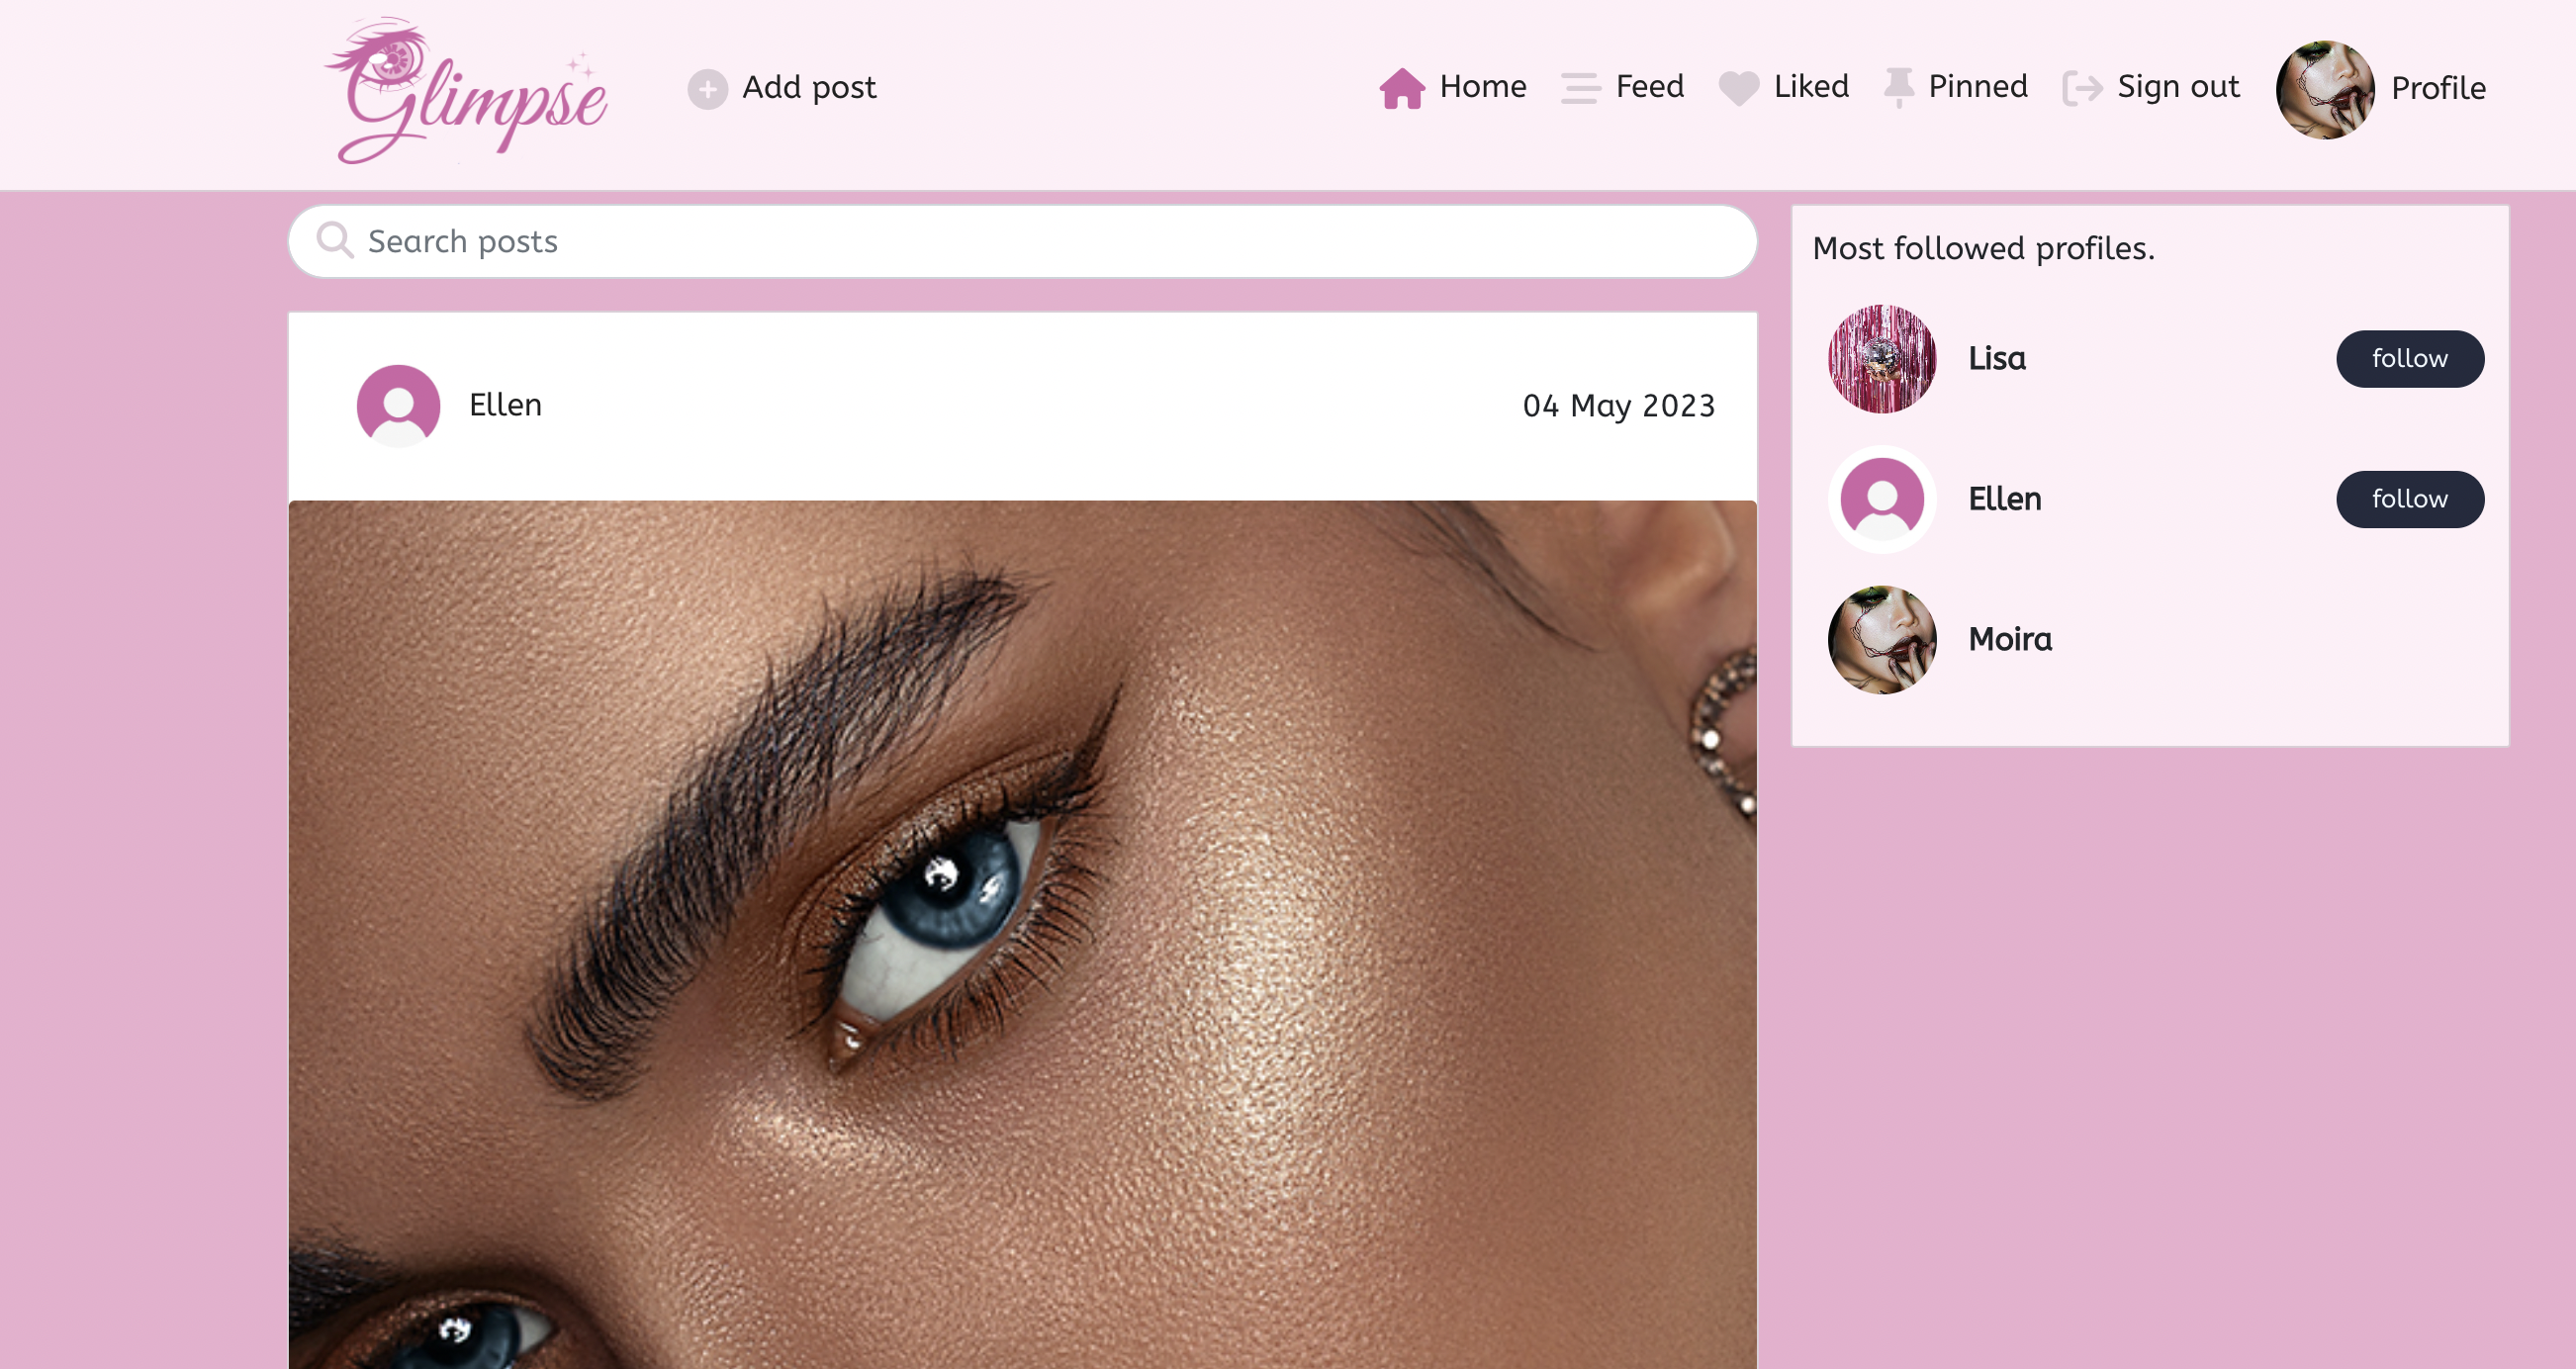 Glimpse
Add post
Home Feed Liked Pinned Sign out Profile
Search posts
Ellen 04 May 2023
Most followed profiles.
Lisa follow
Ellen follow
Moira